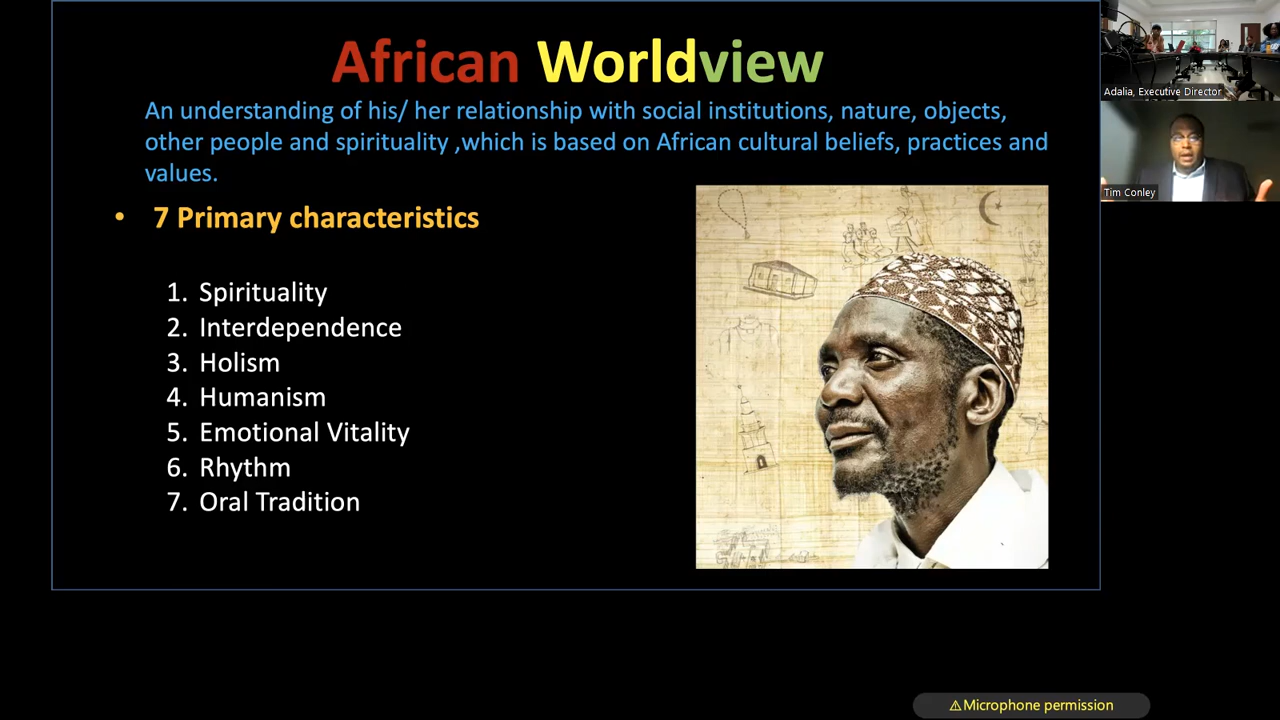 African Worldview
An understanding of his/ her relationship with social institutions, nature, objects,
other people and spirituality ,which is based on African cultural beliefs, practices and
values.
• 7 Primary characteristics
1. Spirituality
2. Interdependence
3. Holism
4. Humanism
5. Emotional Vitality
6. Rhythm
7. Oral Tradition
Adalia, Executive Director
Tim Conley
⚠Microphone permission